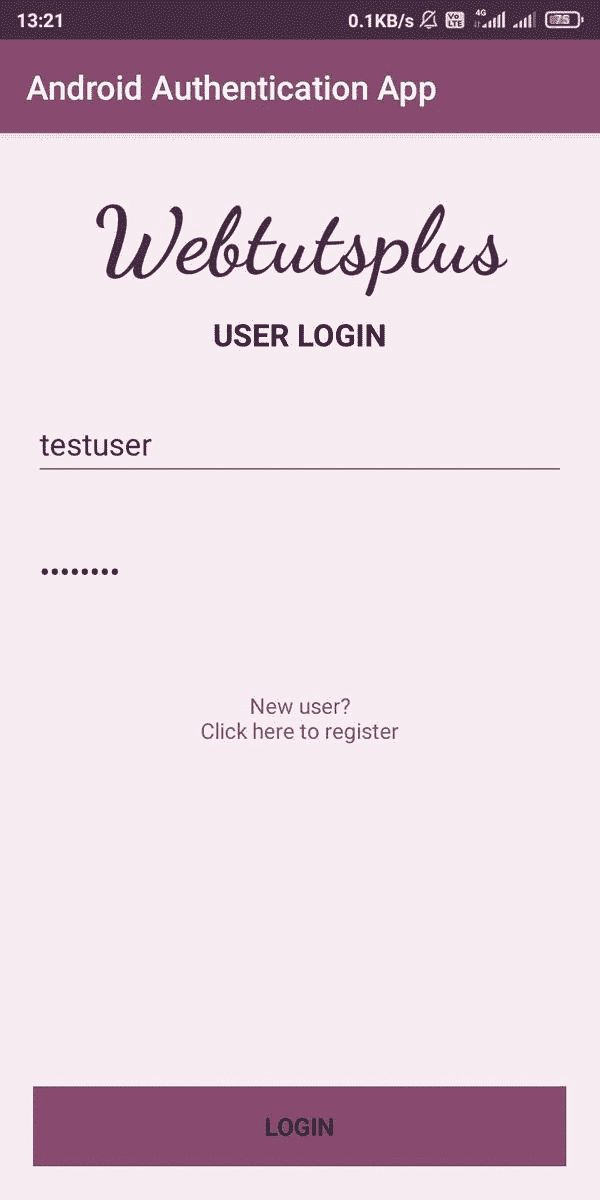 13:21 0.1KB/s Vo LTE 4G 75
Android Authentication App
Webtutsplus
USER LOGIN
testuser
••••••••
New user?
Click here to register
LOGIN